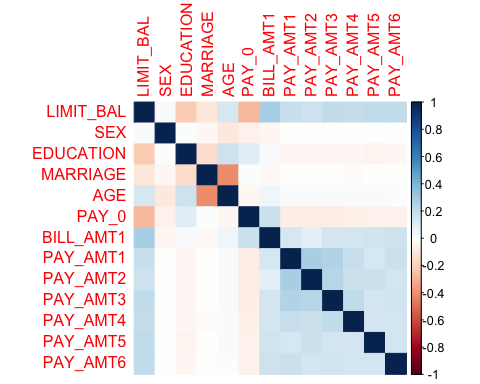 LIMIT_BAL
SEX
EDUCATION
MARRIAGE
AGE
PAY_0
BILL_AMT1
PAY_AMT1
PAY_AMT2
PAY_AMT3
PAY_AMT4
PAY_AMT5
PAY_AMT6
LIMIT_BAL
SEX
EDUCATION
MARRIAGE
AGE
PAY_0
BILL_AMT1
PAY_AMT1
PAY_AMT2
PAY_AMT3
PAY_AMT4
PAY_AMT5
PAY_AMT6
1
0.8
0.6
0.4
0.2
0
-0.2
-0.4
-0.6
-0.8
-1